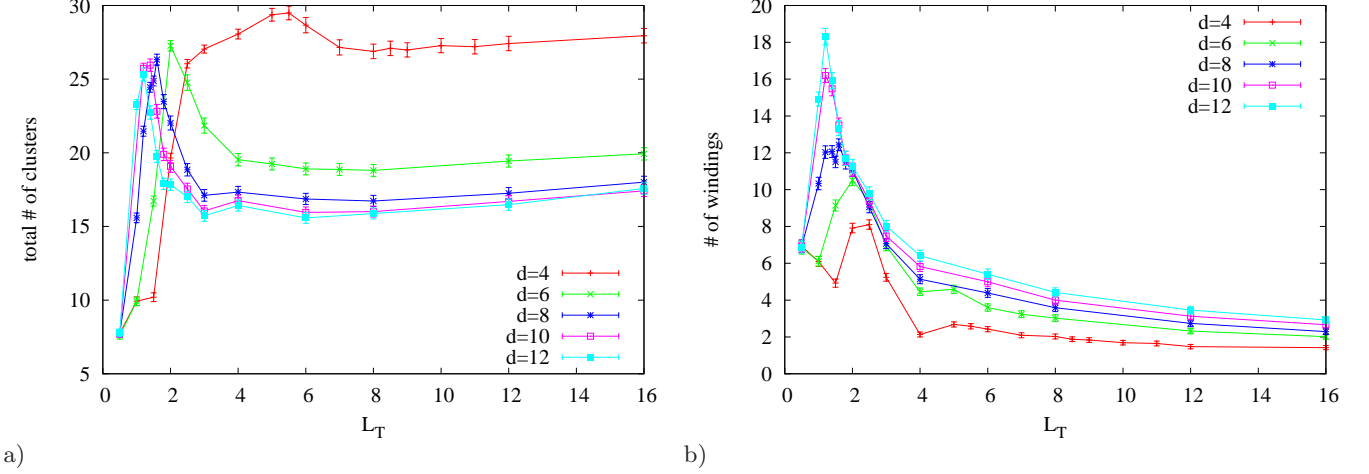 total # of clusters
30
25
20
15
10
5
0 2 4 6 8 10 12 14 16
L_T
d=4
d=6
d=8
d=10
d=12
a)
# of windings
20
18
16
14
12
10
8
6
4
2
0
0 2 4 6 8 10 12 14 16
L_T
d=4
d=6
d=8
d=10
d=12
b)